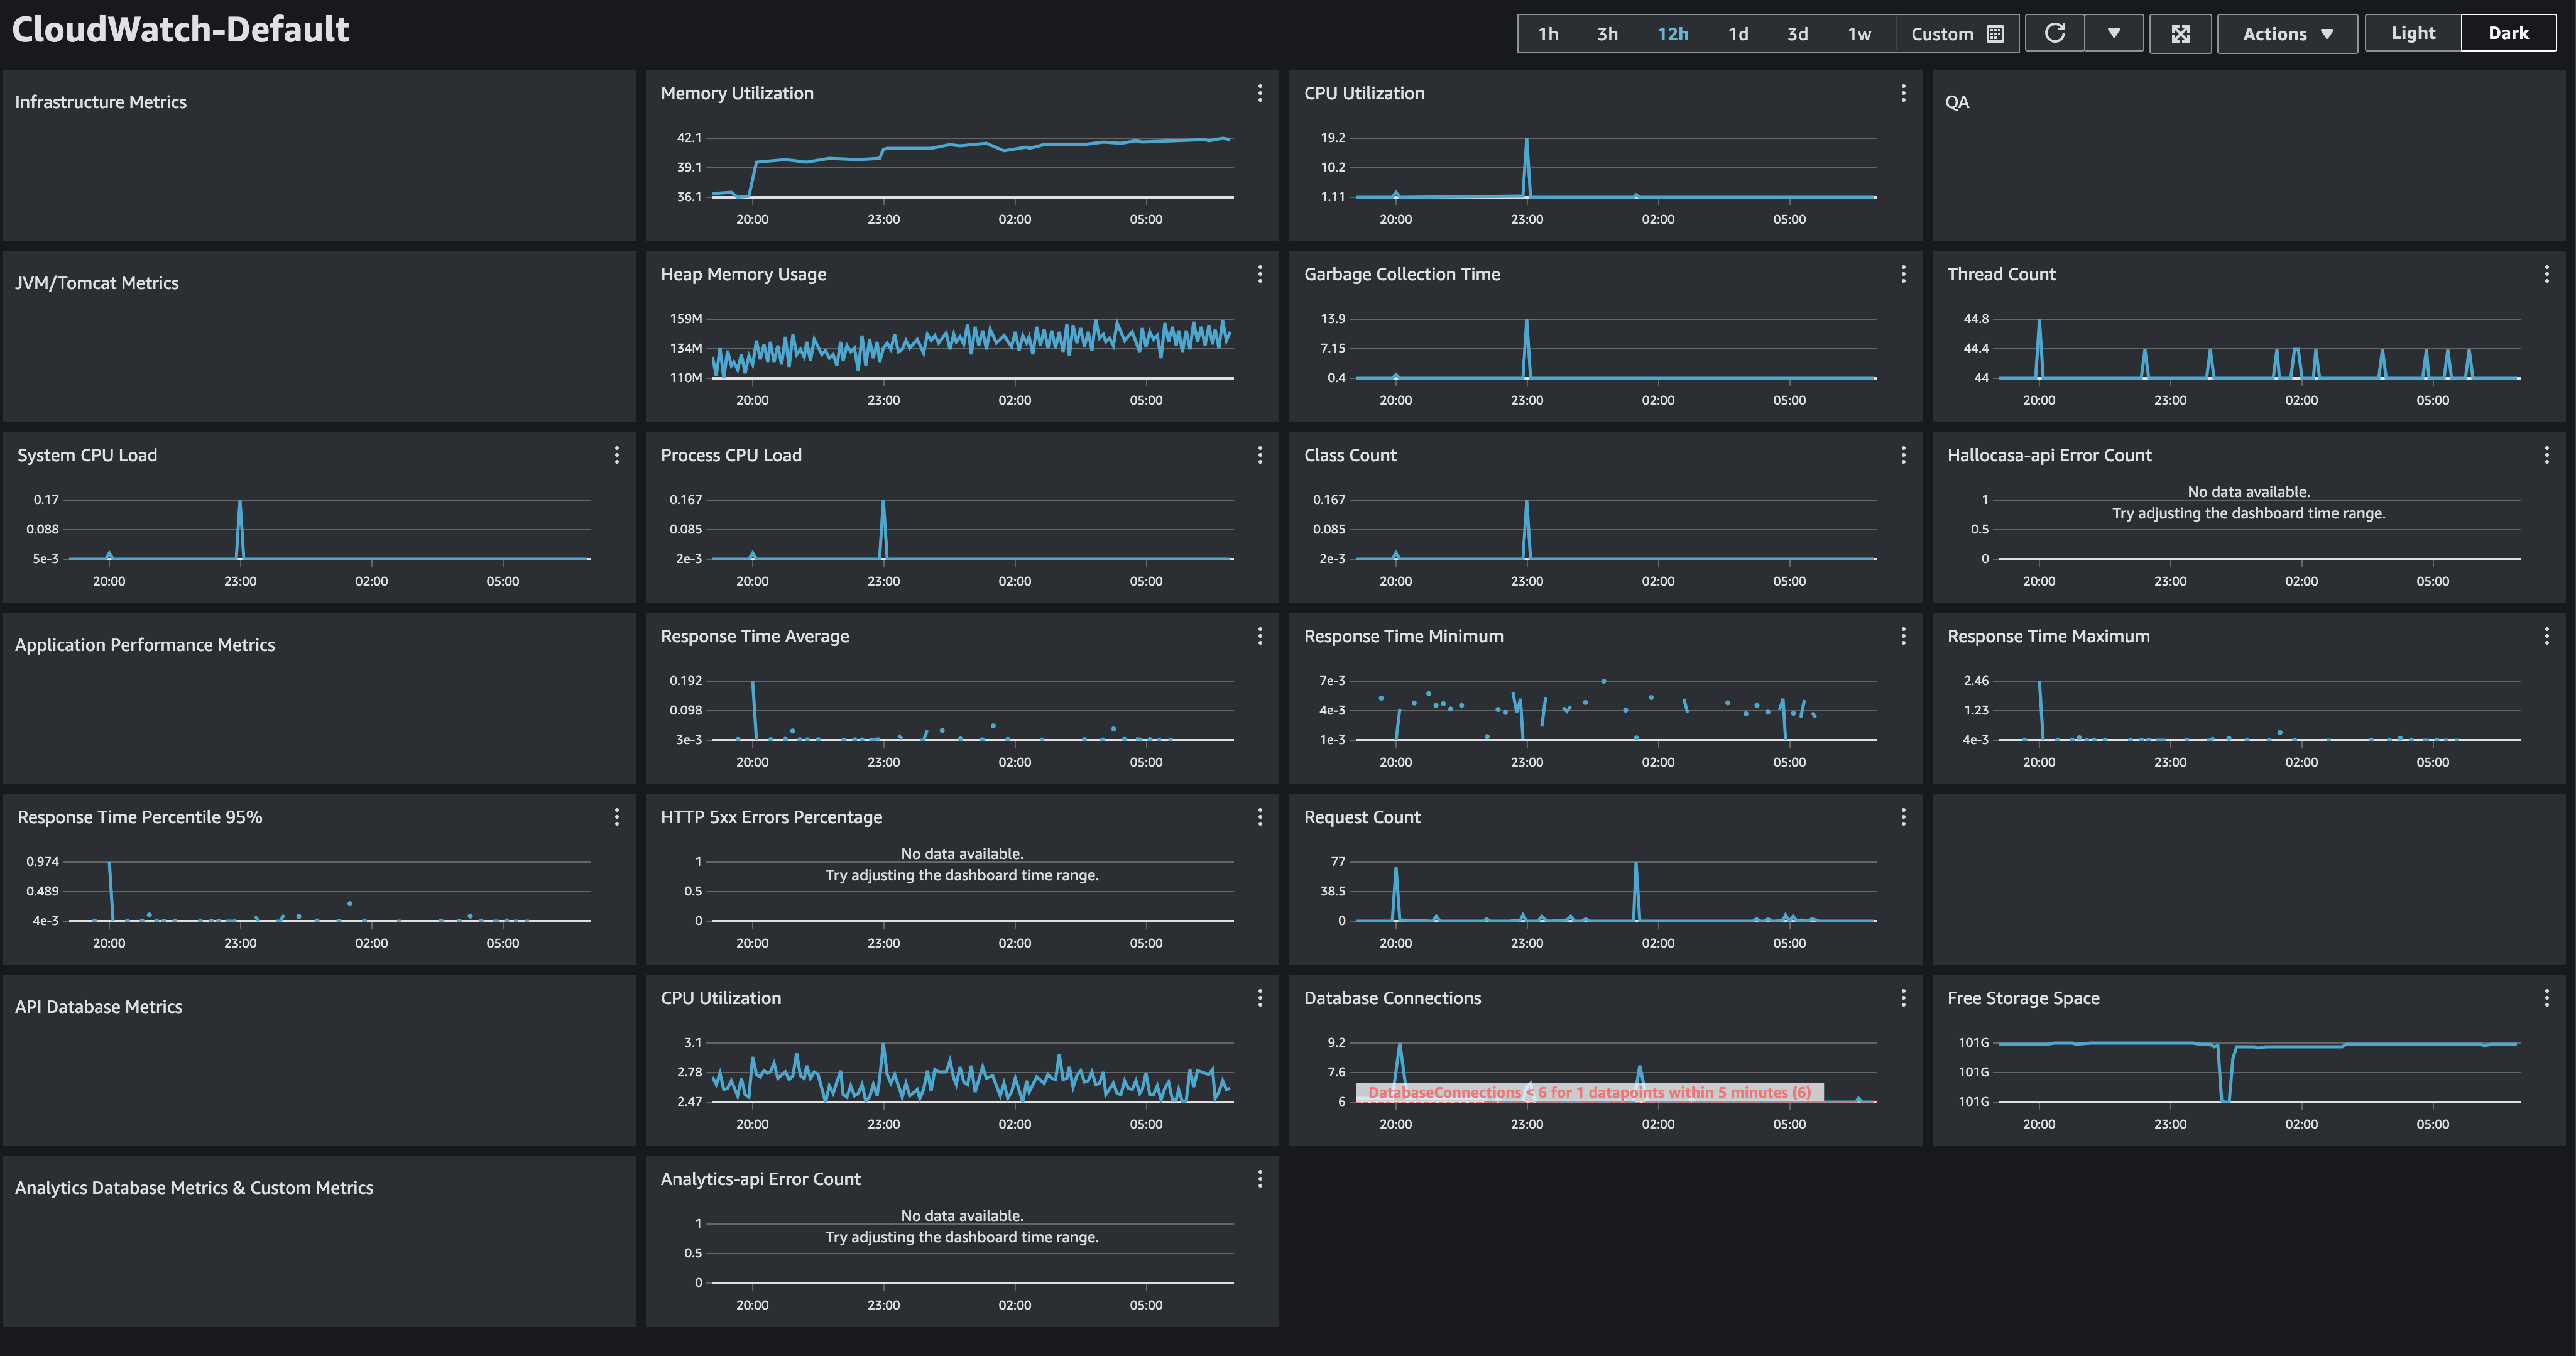 CloudWatch-Default
1h 3h 12h 1d 3d 1w Custom Actions Light Dark
Infrastructure Metrics
Memory Utilization
42.1
39.1
36.1
20:00 23:00 02:00 05:00
CPU Utilization
19.2
10.2
1.11
20:00 23:00 02:00 05:00
QA
JVM/Tomcat Metrics
Heap Memory Usage
159M
134M
110M
20:00 23:00 02:00 05:00
Garbage Collection Time
13.9
7.15
0.4
20:00 23:00 02:00 05:00
Thread Count
44.8
44.4
44
20:00 23:00 02:00 05:00
System CPU Load
0.17
0.088
5e-3
20:00 23:00 02:00 05:00
Process CPU Load
0.167
0.085
2e-3
20:00 23:00 02:00 05:00
Class Count
0.167
0.085
2e-3
20:00 23:00 02:00 05:00
Hallocasa-api Error Count
No data available.
Try adjusting the dashboard time range.
1
0.5
0
20:00 23:00 02:00 05:00
Application Performance Metrics
Response Time Average
0.192
0.098
3e-3
20:00 23:00 02:00 05:00
Response Time Minimum
7e-3
4e-3
1e-3
20:00 23:00 02:00 05:00
Response Time Maximum
2.46
1.23
4e-3
20:00 23:00 02:00 05:00
Response Time Percentile 95%
0.974
0.489
4e-3
20:00 23:00 02:00 05:00
HTTP 5xx Errors Percentage
No data available.
Try adjusting the dashboard time range.
1
0.5
0
20:00 23:00 02:00 05:00
Request Count
77
38.5
0
20:00 23:00 02:00 05:00
API Database Metrics
CPU Utilization
3.1
2.78
2.47
20:00 23:00 02:00 05:00
Database Connections
9.2
7.6
6
DatabaseConnections < 6 for 1 datapoints within 5 minutes (6)
20:00 23:00 02:00 05:00
Free Storage Space
101G
101G
101G
20:00 23:00 02:00 05:00
Analytics Database Metrics & Custom Metrics
Analytics-api Error Count
No data available.
Try adjusting the dashboard time range.
1
0.5
0
20:00 23:00 02:00 05:00